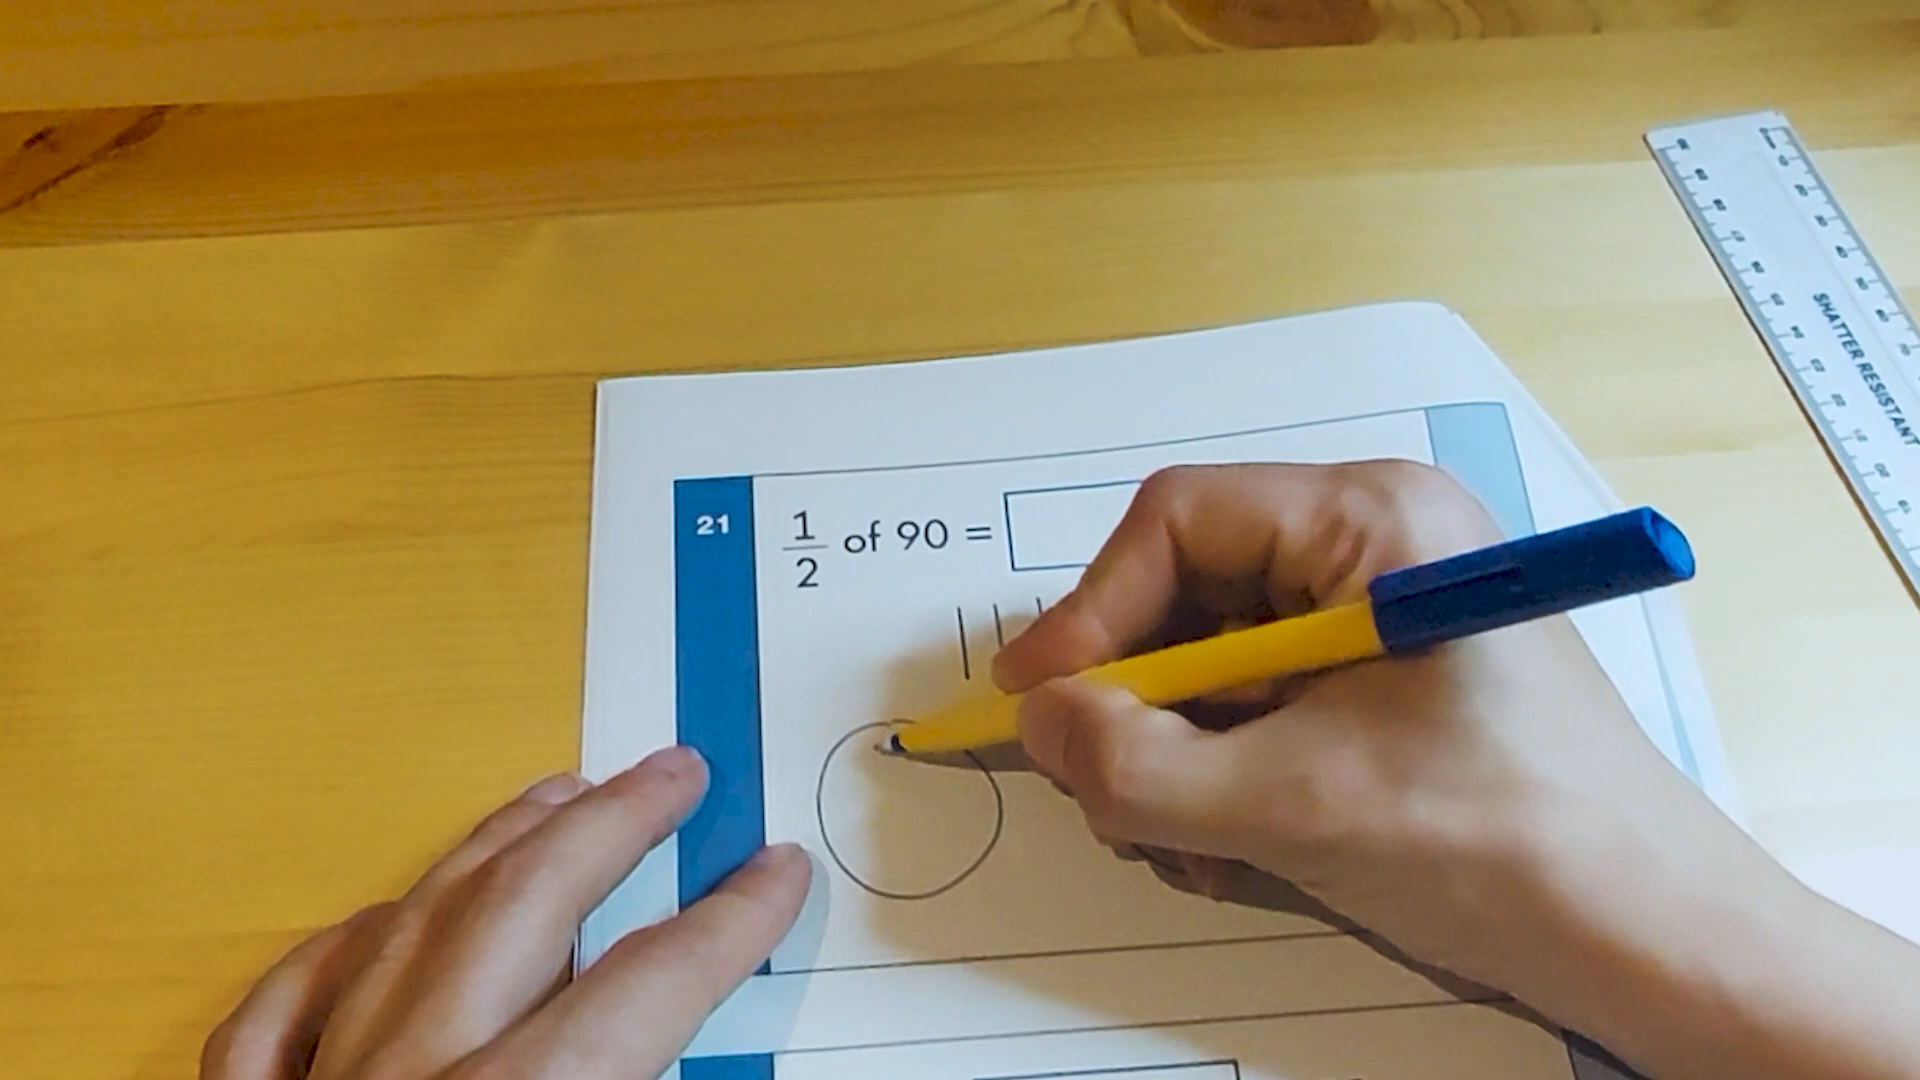 21
1/2 of 90 =
SHATTER RESISTANT